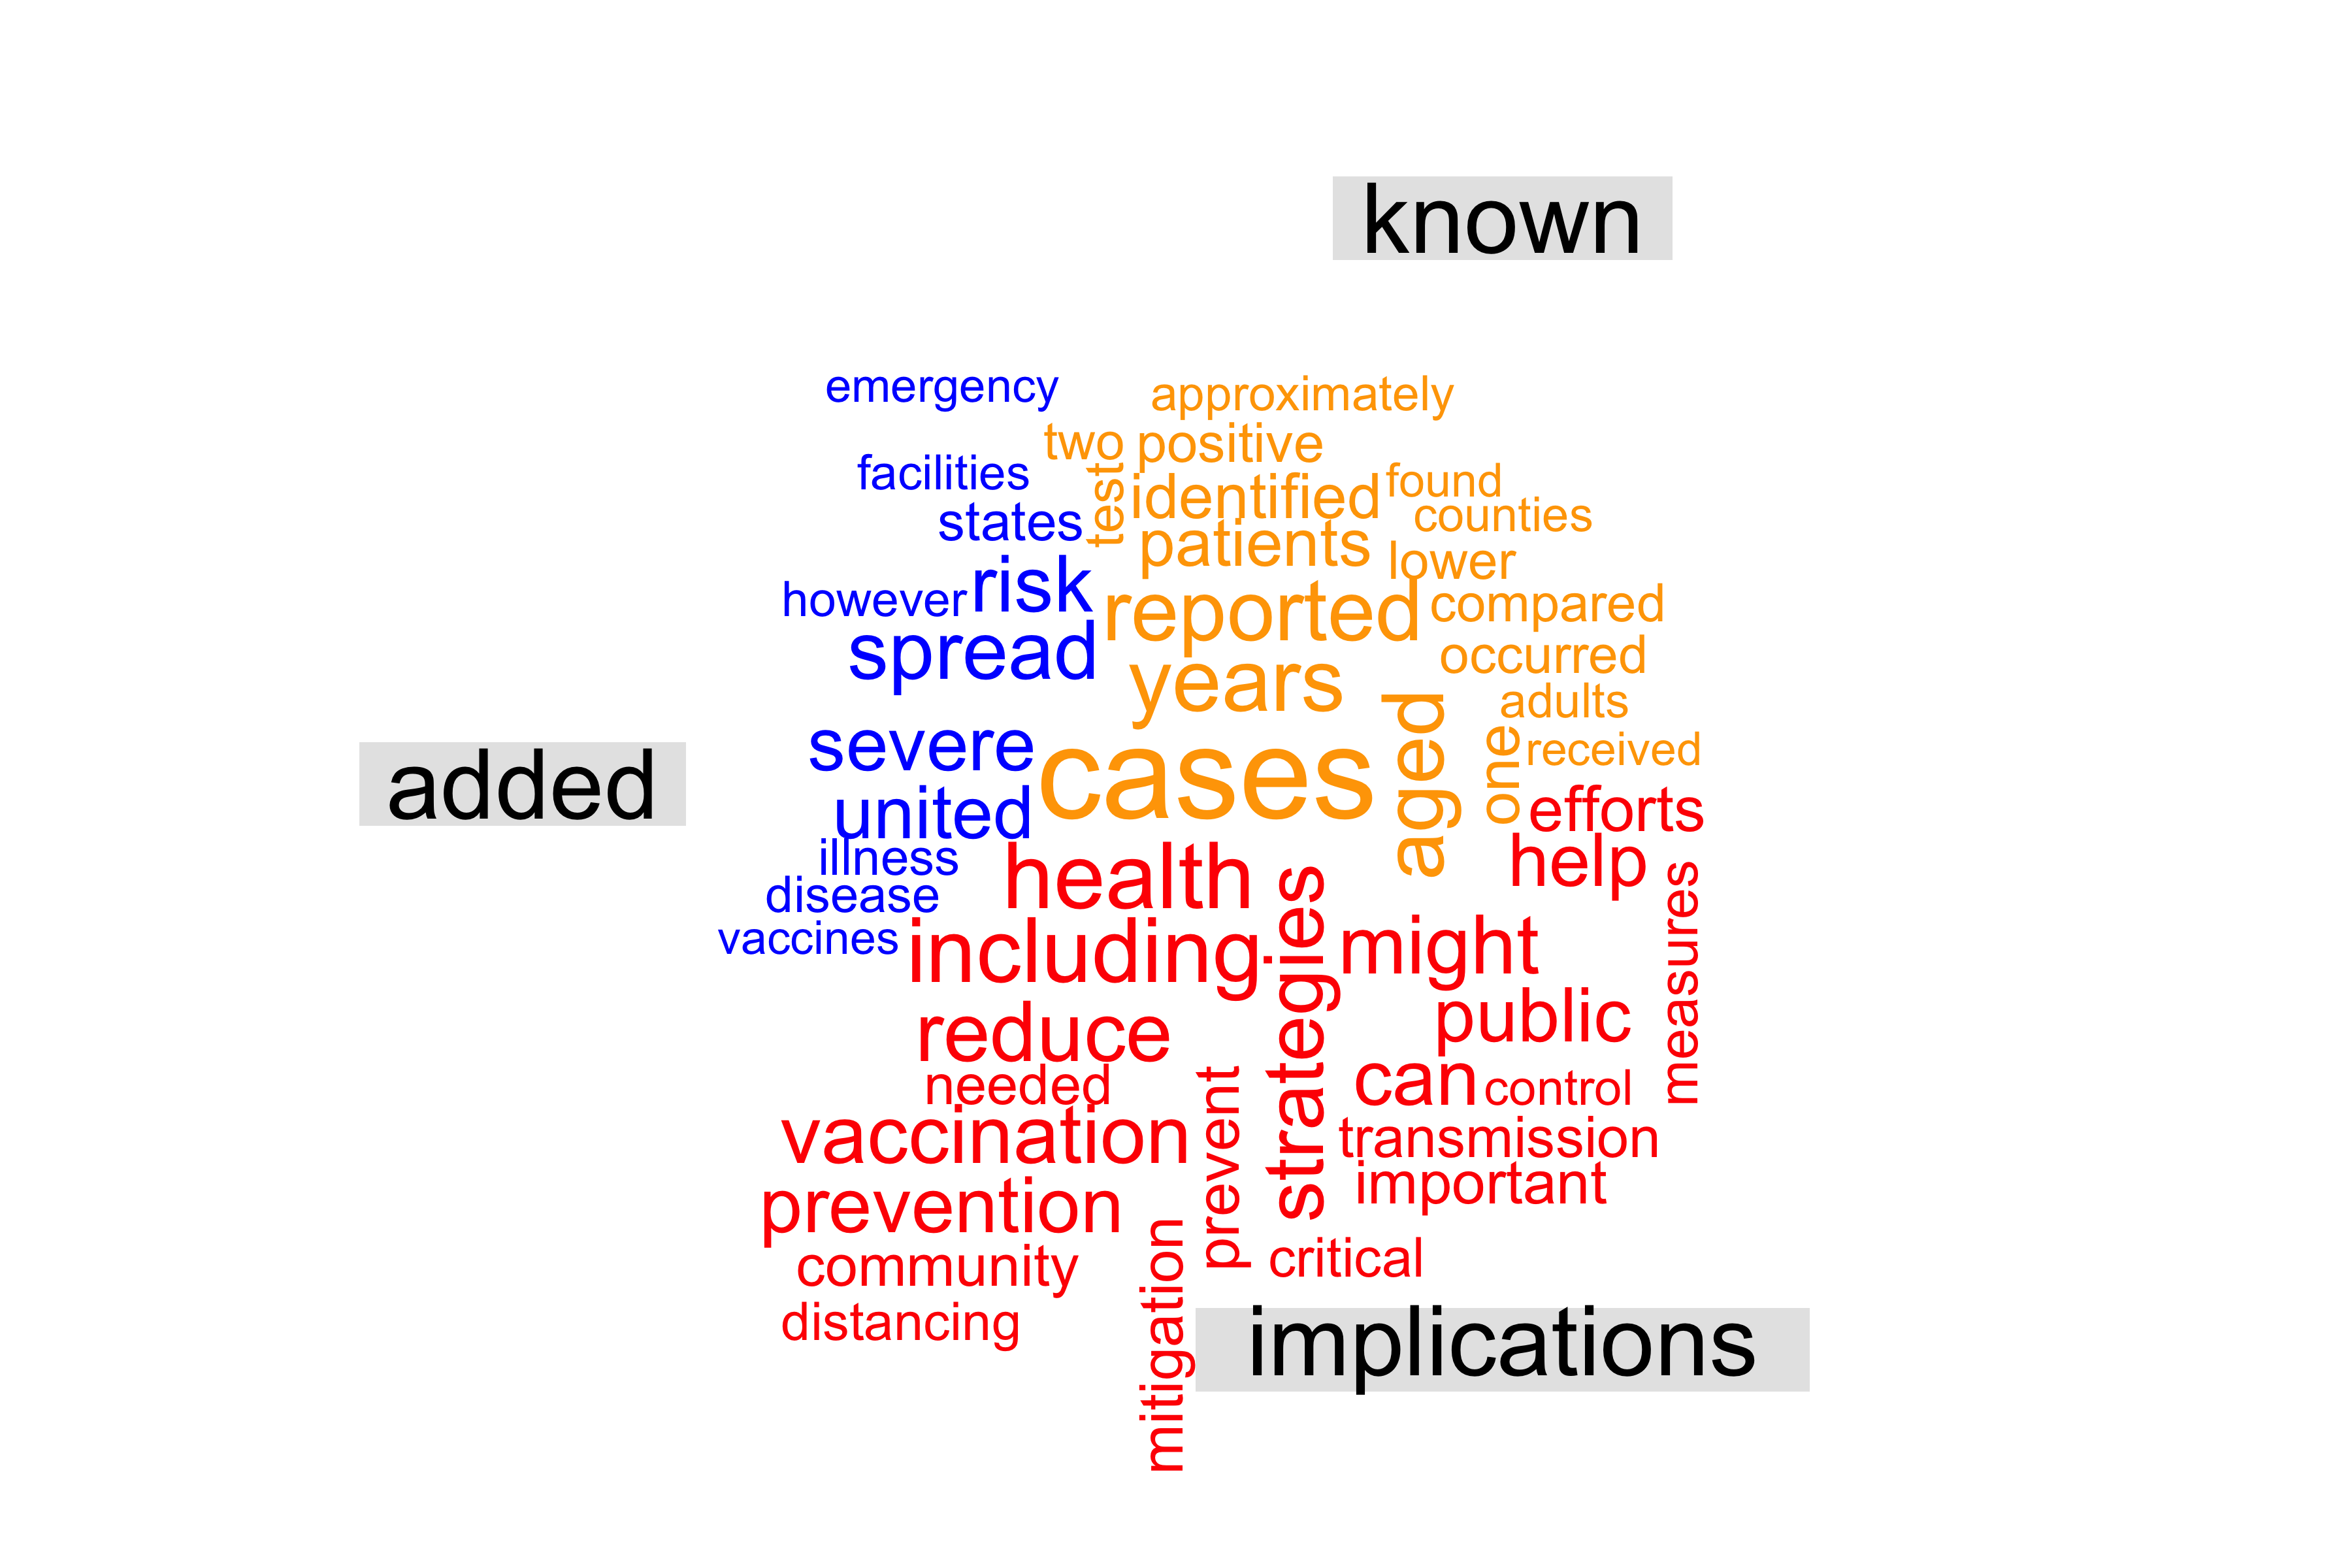 known
emergency
approximately
two
positive
facilities
test
identified
found
states
counties
patients
lower
however
risk
reported
compared
spread
occurred
years
adults
added
severe
cases
aged
one
received
united
efforts
illness
health
help
disease
vaccines
including
strategies
might
measures
reduce
public
needed
can
control
vaccination
prevent
transmission
prevention
important
community
critical
distancing
mitigation
implications